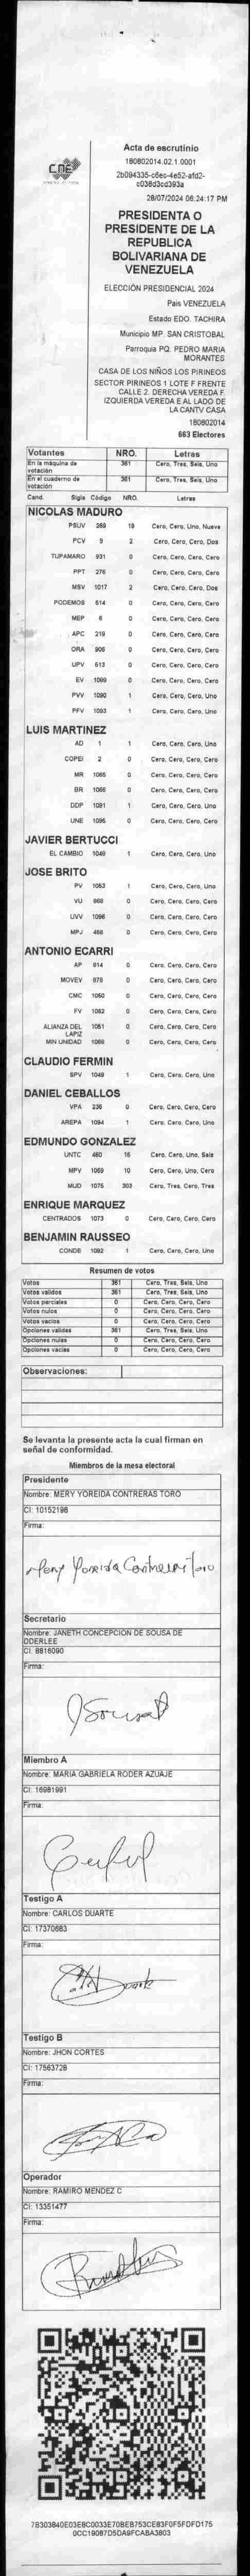 CNE
Acta de escrutinio
180802014.02.1.0001
2b094335-c6ec-4e52-afd2-
c038d3cd393a
28/07/2024 06:24:17 PM
PRESIDENTA O
PRESIDENTE DE LA
REPUBLICA
BOLIVARIANA DE
VENEZUELA
ELECCIÓN PRESIDENCIAL 2024
Pais VENEZUELA
Estado EDO. TACHIRA
Municipio MP. SAN CRISTOBAL
Parroquia PQ. PEDRO MARIA
MORANTES
CASA DE LOS NIÑOS LOS PIRINEOS
SECTOR PIRINEOS 1 LOTE F FRENTE
CALLE 2. DERECHA VEREDA F.
IZQUIERDA VEREDA E AL LADO DE
LA CANTV CASA
180802014
663 Electores
Votantes NRO. Letras
En la máquina de votación 361 Cero, Tres, Seis, Uno
En el cuaderno de votación 361 Cero, Tres, Seis, Uno
Cand. Sigla Código NRO. Letras
NICOLAS MADURO
PSUV 269 19 Cero, Cero, Uno, Nueve
PCV 9 2 Cero, Cero, Cero, Dos
TUPAMARO 931 0 Cero, Cero, Cero, Cero
PPT 276 0 Cero, Cero, Cero, Cero
MSV 1017 2 Cero, Cero, Cero, Dos
PODEMOS 514 0 Cero, Cero, Cero, Cero
MEP 6 0 Cero, Cero, Cero, Cero
APC 219 0 Cero, Cero, Cero, Cero
ORA 906 0 Cero, Cero, Cero, Cero
UPV 613 0 Cero, Cero, Cero, Cero
EV 1089 0 Cero, Cero, Cero, Cero
PVV 1090 1 Cero, Cero, Cero, Uno
PFV 1093 1 Cero, Cero, Cero, Uno
LUIS MARTINEZ
AD 1 1 Cero, Cero, Cero, Uno
COPEI 2 0 Cero, Cero, Cero, Cero
MR 1065 0 Cero, Cero, Cero, Cero
BR 1066 0 Cero, Cero, Cero, Cero
DDP 1091 1 Cero, Cero, Cero, Uno
UNE 1095 0 Cero, Cero, Cero, Cero
JAVIER BERTUCCI
EL CAMBIO 1049 1 Cero, Cero, Cero, Uno
JOSE BRITO
PV 1053 1 Cero, Cero, Cero, Uno
VU 868 0 Cero, Cero, Cero, Cero
UVV 1096 0 Cero, Cero, Cero, Cero
MPJ 458 0 Cero, Cero, Cero, Cero
ANTONIO ECARRI
AP 814 0 Cero, Cero, Cero, Cero
MOVEV 878 0 Cero, Cero, Cero, Cero
CMC 1050 0 Cero, Cero, Cero, Cero
FV 1052 0 Cero, Cero, Cero, Cero
ALIANZA DEL LAPIZ 1051 0 Cero, Cero, Cero, Cero
MIN UNIDAD 1068 0 Cero, Cero, Cero, Cero
CLAUDIO FERMIN
SPV 1048 1 Cero, Cero, Cero, Uno
DANIEL CEBALLOS
VPA 236 0 Cero, Cero, Cero, Cero
AREPA 1094 1 Cero, Cero, Cero, Uno
EDMUNDO GONZALEZ
UNTC 460 16 Cero, Cero, Uno, Seis
MPV 1069 10 Cero, Cero, Uno, Cero
MUD 1075 303 Cero, Tres, Cero, Tres
ENRIQUE MARQUEZ
CENTRADOS 1073 0 Cero, Cero, Cero, Cero
BENJAMIN RAUSSEO
CONDE 1092 1 Cero, Cero, Cero, Uno
Resumen de votos
Votos 361 Cero, Tres, Seis, Uno
Votos validos 361 Cero, Tres, Seis, Uno
Votos parciales 0 Cero, Cero, Cero, Cero
Votos nulos 0 Cero, Cero, Cero, Cero
Votos vacios 0 Cero, Cero, Cero, Cero
Opciones validas 361 Cero, Tres, Seis, Uno
Opciones nulas 0 Cero, Cero, Cero, Cero
Opciones vacias 0 Cero, Cero, Cero, Cero
Observaciones:
Se levanta la presente acta la cual firman en
señal de conformidad.
Miembros de la mesa electoral
Presidente
Nombre: MERY YOREIDA CONTRERAS TORO
CI: 10152198
Firma:
Mery Yoreida Contreras Toro
Secretario
Nombre: JANETH CONCEPCION DE SOUSA DE
DDERLEE
CI: 8816090
Firma:
Miembro A
Nombre: MARIA GABRIELA RODER AZUAJE
CI: 16981991
Firma:
Testigo A
Nombre: CARLOS DUARTE
CI: 17370683
Firma:
Testigo B
Nombre: JHON CORTES
CI: 17563728
Firma:
Operador
Nombre: RAMIRO MENDEZ C
CI: 13351477
Firma:
7B303840E03E8C0033E70BEB753CE83F0F5FDFD175
0CC19087D5DA9FCABA3803